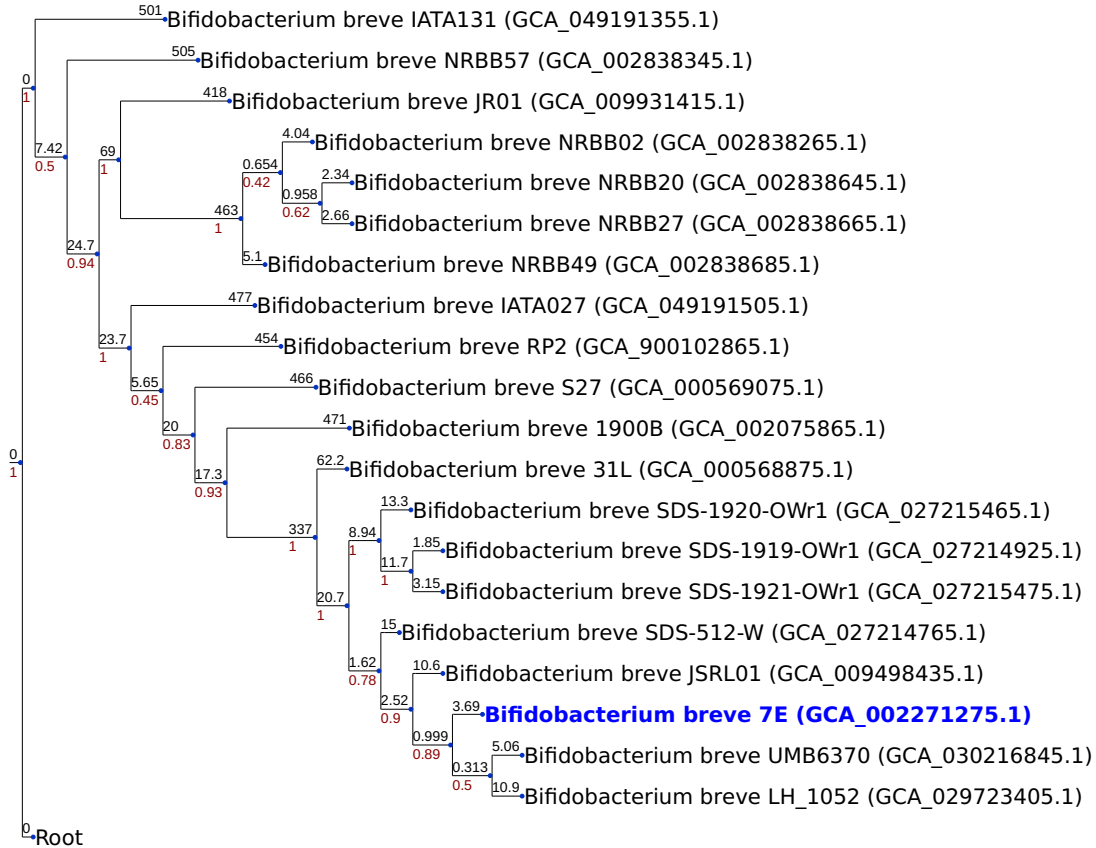 501 Bifidobacterium breve IATA131 (GCA_049191355.1)
505 Bifidobacterium breve NRBB57 (GCA_002838345.1)
0
1
418 Bifidobacterium breve JR01 (GCA_009931415.1)
4.04 Bifidobacterium breve NRBB02 (GCA_002838265.1)
7.42
0.5
69
1
0.654
0.42
2.34 Bifidobacterium breve NRBB20 (GCA_002838645.1)
0.958
0.62
2.66 Bifidobacterium breve NRBB27 (GCA_002838665.1)
463
1
24.7
0.94
5.1 Bifidobacterium breve NRBB49 (GCA_002838685.1)
477 Bifidobacterium breve IATA027 (GCA_049191505.1)
23.7
1
454 Bifidobacterium breve RP2 (GCA_900102865.1)
5.65
0.45
466 Bifidobacterium breve S27 (GCA_000569075.1)
20
0.83
471 Bifidobacterium breve 1900B (GCA_002075865.1)
0
1
17.3
0.93
62.2 Bifidobacterium breve 31L (GCA_000568875.1)
13.3 Bifidobacterium breve SDS-1920-OWr1 (GCA_027215465.1)
337
1
8.94
1
1.85 Bifidobacterium breve SDS-1919-OWr1 (GCA_027214925.1)
11.7
1
3.15 Bifidobacterium breve SDS-1921-OWr1 (GCA_027215475.1)
20.7
1
15 Bifidobacterium breve SDS-512-W (GCA_027214765.1)
1.62
0.78
10.6 Bifidobacterium breve JSRL01 (GCA_009498435.1)
2.52
0.9
3.69 Bifidobacterium breve 7E (GCA_002271275.1)
0.999
0.89
5.06 Bifidobacterium breve UMB6370 (GCA_030216845.1)
0.313
0.5
10.9 Bifidobacterium breve LH_1052 (GCA_029723405.1)
0 Root